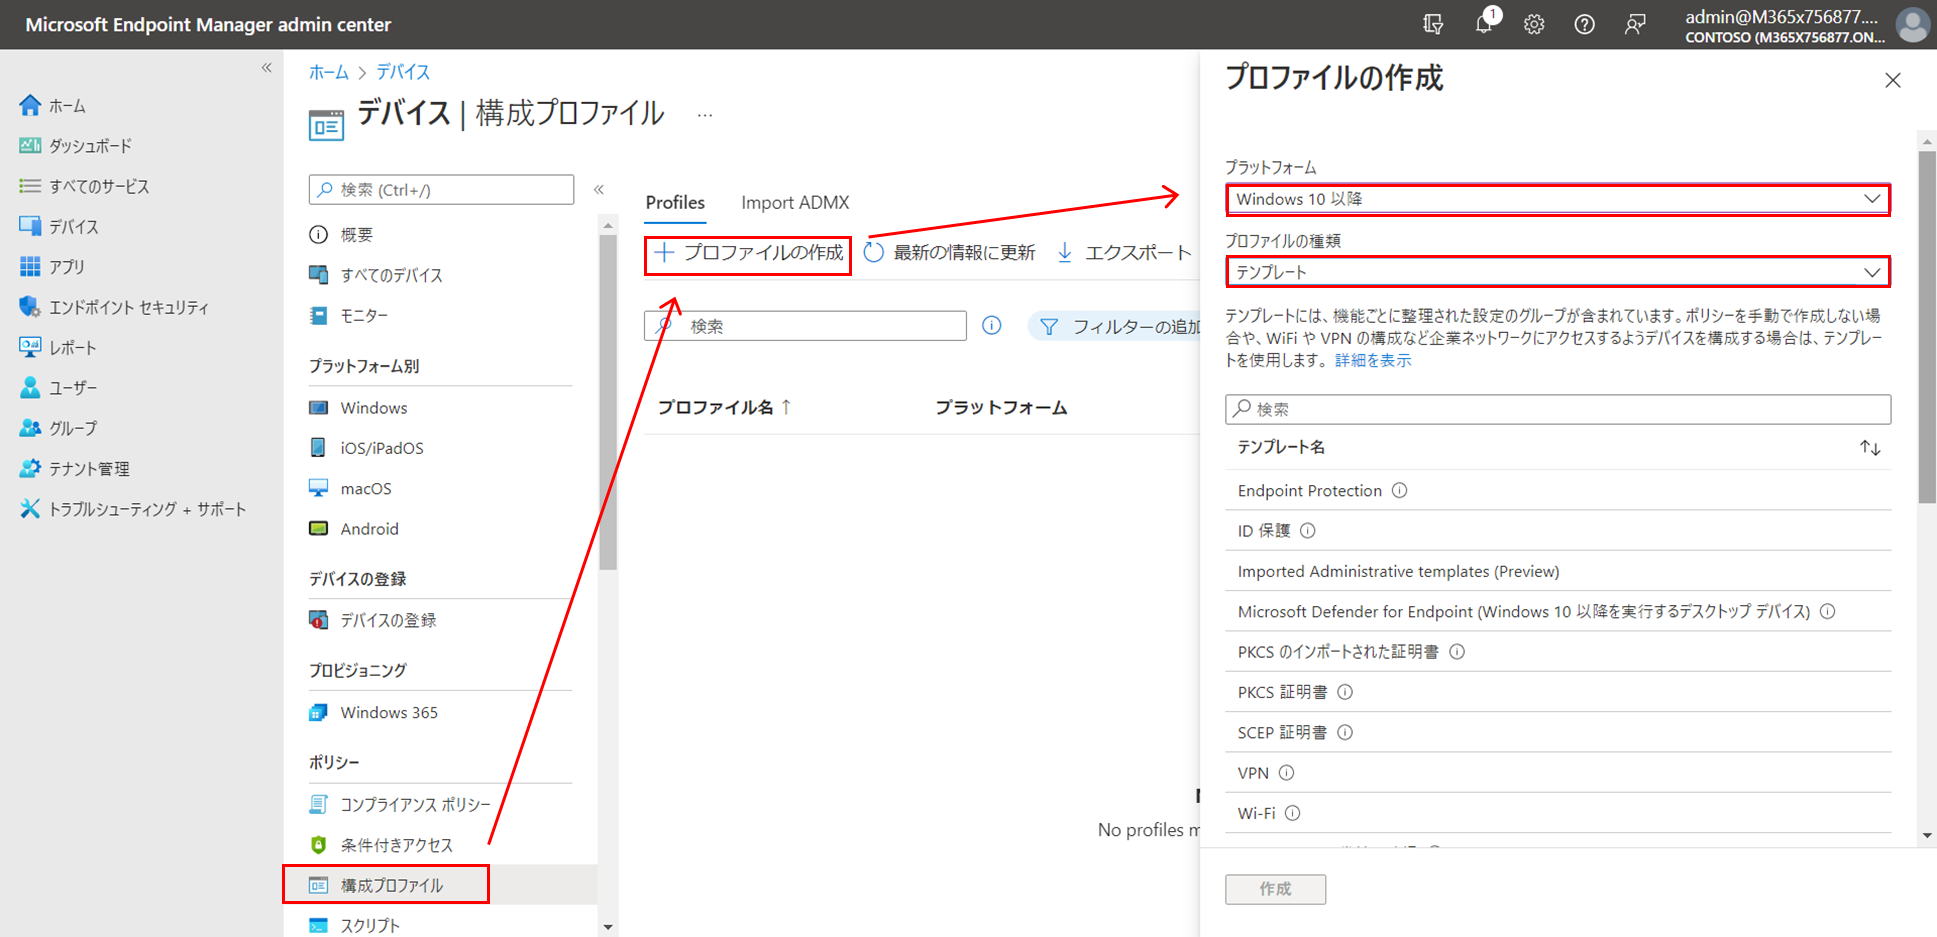 Microsoft Endpoint Manager admin center
1
admin@M365x756877....
CONTOSO (M365X756877.ON...
«
ホーム
ダッシュボード
すべてのサービス
デバイス
アプリ
エンドポイント セキュリティ
レポート
ユーザー
グループ
テナント管理
トラブルシューティング + サポート
ホーム > デバイス
デバイス | 構成プロファイル ...
検索 (Ctrl+/)
«
概要
すべてのデバイス
モニター
プラットフォーム別
Windows
iOS/iPadOS
macOS
Android
デバイスの登録
デバイスの登録
プロビジョニング
Windows 365
ポリシー
コンプライアンス ポリシー
条件付きアクセス
構成プロファイル
スクリプト
Profiles Import ADMX
プロファイルの作成 最新の情報に更新 エクスポート
検索 フィルターの追加
プロファイル名 ↑ プラットフォーム
No profiles
プロファイルの作成
プラットフォーム
Windows 10 以降
プロファイルの種類
テンプレート
テンプレートには、機能ごとに整理された設定のグループが含まれています。ポリシーを手動で作成しない場
合や、WiFi や VPN の構成など企業ネットワークにアクセスするようデバイスを構成する場合は、テンプレー
トを使用します。 詳細を表示
検索
テンプレート名 ↑↓
Endpoint Protection
ID 保護
Imported Administrative templates (Preview)
Microsoft Defender for Endpoint (Windows 10 以降を実行するデスクトップ デバイス)
PKCS のインポートされた証明書
PKCS 証明書
SCEP 証明書
VPN
Wi-Fi
作成